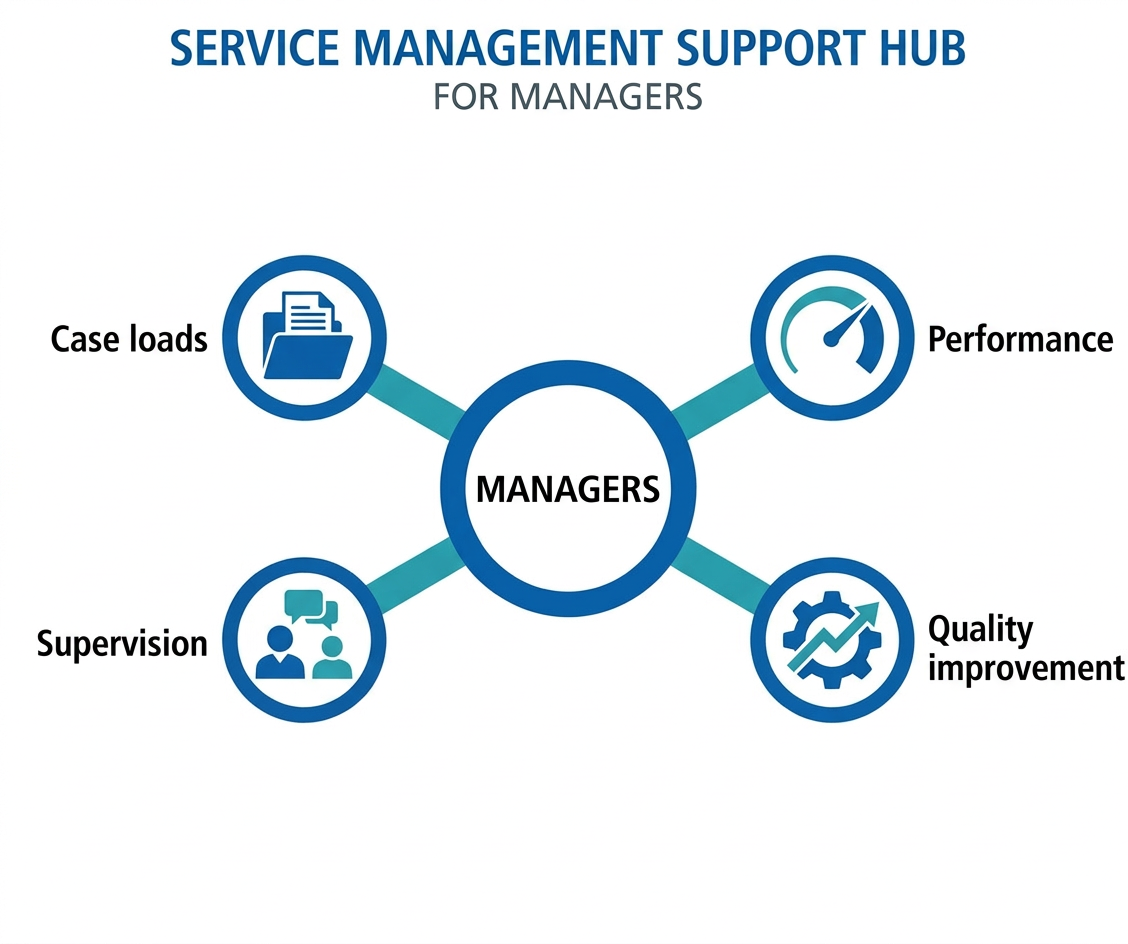 SERVICE MANAGEMENT SUPPORT HUB
FOR MANAGERS
Case loads
Performance
MANAGERS
Supervision
Quality
improvement